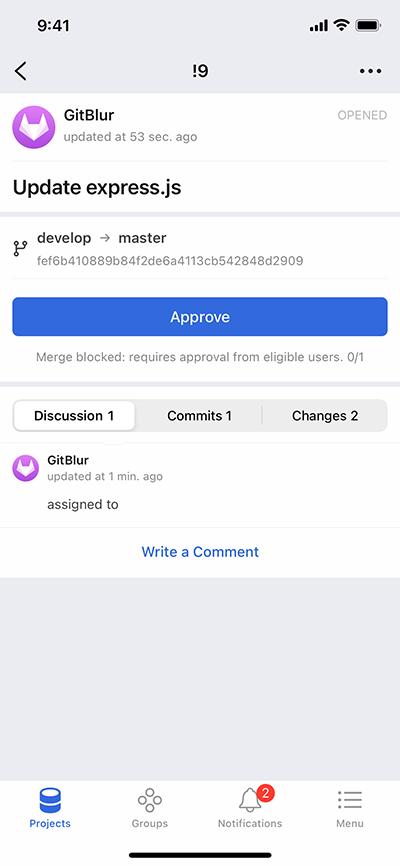 9:41
!9
GitBlur
OPENED
updated at 53 sec. ago
Update express.js
develop → master
fef6b410889b84f2de6a4113cb542848d2909
Approve
Merge blocked: requires approval from eligible users. 0/1
Discussion 1
Commits 1
Changes 2
GitBlur
updated at 1 min. ago
assigned to
Write a Comment
2
Projects
Groups
Notifications
Menu